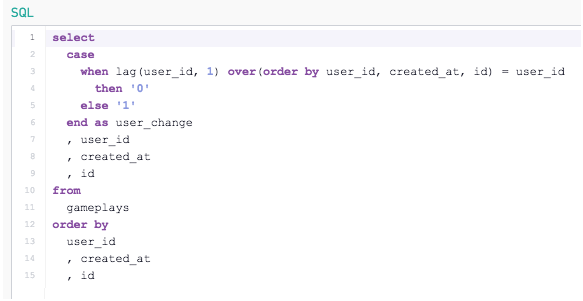 SQL
1 select
2   case
3     when lag(user_id, 1) over(order by user_id, created_at, id) = user_id
4       then '0'
5     else '1'
6   end as user_change
7   , user_id
8   , created_at
9   , id
10 from
11   gameplays
12 order by
13   user_id
14   , created_at
15   , id